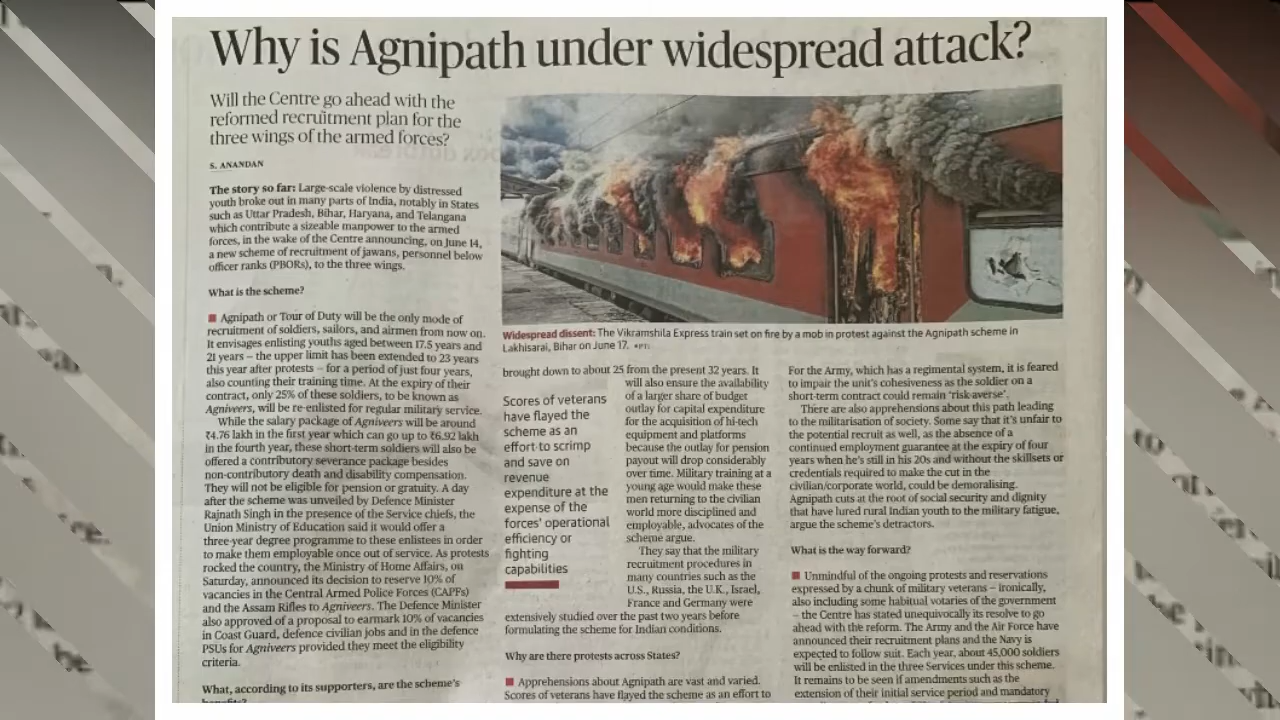 Why is Agnipath under widespread attack?
Will the Centre go ahead with the
reformed recruitment plan for the
three wings of the armed forces?
S. ANANDAN
The story so far: Large-scale violence by distressed
youth broke out in many parts of India, notably in States
such as Uttar Pradesh, Bihar, Haryana, and Telangana
which contribute a sizeable manpower to the armed
forces, in the wake of the Centre announcing, on June 14,
a new scheme of recruitment of jawans, personnel below
officer ranks (PBORs), to the three wings.
What is the scheme?
■ Agnipath or Tour of Duty will be the only mode of
recruitment of soldiers, sailors, and airmen from now on.
It envisages enlisting youths aged between 17.5 years and
21 years – the upper limit has been extended to 23 years
this year after protests – for a period of just four years,
also counting their training time. At the expiry of their
contract, only 25% of these soldiers, to be known as
Agniveers, will be re-enlisted for regular military service.
While the salary package of Agniveers will be around
₹4.76 lakh in the first year which can go up to ₹6.92 lakh
in the fourth year, these short-term soldiers will also be
offered a contributory severance package besides
non-contributory death and disability compensation.
They will not be eligible for pension or gratuity. A day
after the scheme was unveiled by Defence Minister
Rajnath Singh in the presence of the Service chiefs, the
Union Ministry of Education said it would offer a
three-year degree programme to these enlistees in order
to make them employable once out of service. As protests
rocked the country, the Ministry of Home Affairs, on
Saturday, announced its decision to reserve 10% of
vacancies in the Central Armed Police Forces (CAPFs)
and the Assam Rifles to Agniveers. The Defence Minister
also approved of a proposal to earmark 10% of vacancies
in Coast Guard, defence civilian jobs and in the defence
PSUs for Agniveers provided they meet the eligibility
criteria.
What, according to its supporters, are the scheme's
Widespread dissent: The Vikramshila Express train set on fire by a mob in protest against the Agnipath scheme in
Lakhisarai, Bihar on June 17. •PTI
brought down to about 25 from the present 32 years. It
will also ensure the availability
of a larger share of budget
outlay for capital expenditure
for the acquisition of hi-tech
equipment and platforms
because the outlay for pension
payout will drop considerably
over time. Military training at a
young age would make these
men returning to the civilian
world more disciplined and
employable, advocates of the
scheme argue.
They say that the military
recruitment procedures in
many countries such as the
U.S., Russia, the U.K., Israel,
France and Germany were
extensively studied over the past two years before
formulating the scheme for Indian conditions.
Scores of veterans
have flayed the
scheme as an
effort to scrimp
and save on
revenue
expenditure at the
expense of the
forces' operational
efficiency or
fighting
capabilities
Why are there protests across States?
■ Apprehensions about Agnipath are vast and varied.
Scores of veterans have flayed the scheme as an effort to
For the Army, which has a regimental system, it is feared
to impair the unit's cohesiveness as the soldier on a
short-term contract could remain 'risk-averse'.
There are also apprehensions about this path leading
to the militarisation of society. Some say that it's unfair to
the potential recruit as well, as the absence of a
continued employment guarantee at the expiry of four
years when he's still in his 20s and without the skillsets or
credentials required to make the cut in the
civilian/corporate world, could be demoralising.
Agnipath cuts at the root of social security and dignity
that have lured rural Indian youth to the military fatigue,
argue the scheme's detractors.
What is the way forward?
■ Unmindful of the ongoing protests and reservations
expressed by a chunk of military veterans – ironically,
also including some habitual votaries of the government
– the Centre has stated unequivocally its resolve to go
ahead with the reform. The Army and the Air Force have
announced their recruitment plans and the Navy is
expected to follow suit. Each year, about 45,000 soldiers
will be enlisted in the three Services under this scheme.
It remains to be seen if amendments such as the
extension of their initial service period and mandatory